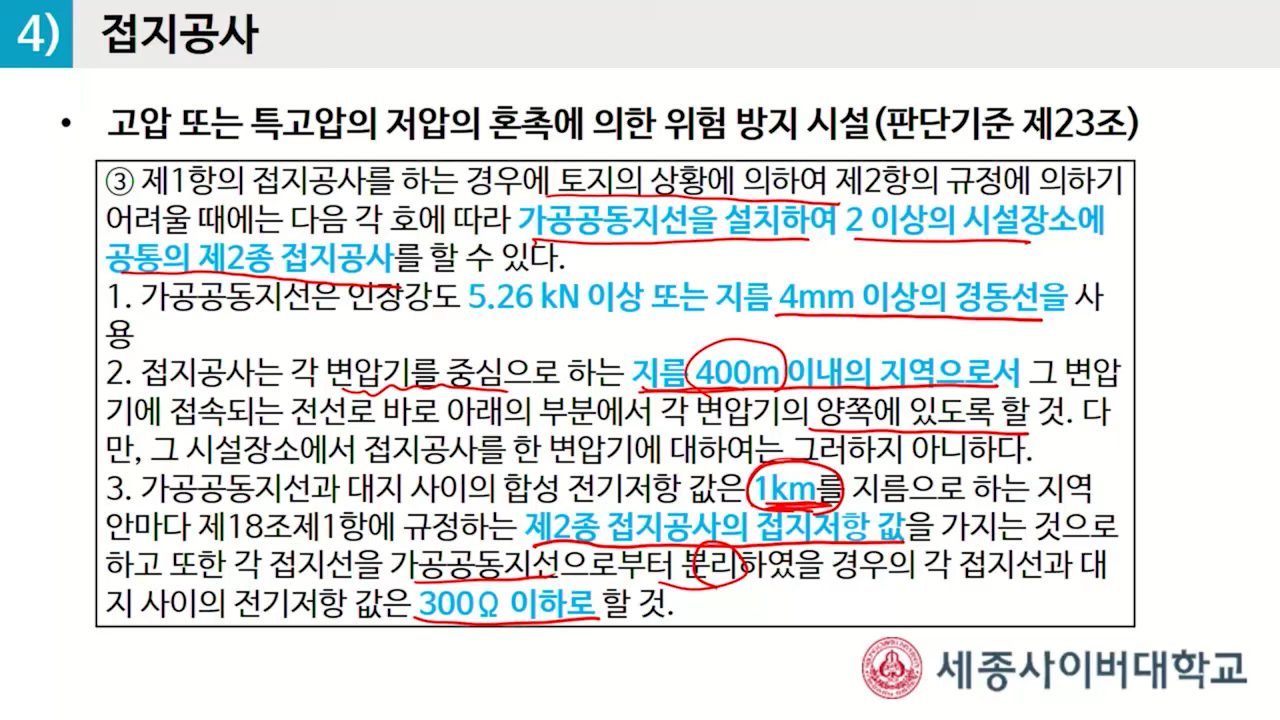 4) 접지공사
• 고압 또는 특고압의 저압의 혼촉에 의한 위험 방지 시설(판단기준 제23조)
③ 제1항의 접지공사를 하는 경우에 토지의 상황에 의하여 제2항의 규정에 의하기
어려울 때에는 다음 각 호에 따라 가공공동지선을 설치하여 2 이상의 시설장소에
공통의 제2종 접지공사를 할 수 있다.
1. 가공공동지선은 인장강도 5.26 kN 이상 또는 지름 4mm 이상의 경동선을 사
용
2. 접지공사는 각 변압기를 중심으로 하는 지름 400m 이내의 지역으로서 그 변압
기에 접속되는 전선로 바로 아래의 부분에서 각 변압기의 양쪽에 있도록 할 것. 다
만, 그 시설장소에서 접지공사를 한 변압기에 대하여는 그러하지 아니하다.
3. 가공공동지선과 대지 사이의 합성 전기저항 값은 1km를 지름으로 하는 지역
안마다 제18조제1항에 규정하는 제2종 접지공사의 접지저항 값을 가지는 것으로
하고 또한 각 접지선을 가공공동지선으로부터 분리하였을 경우의 각 접지선과 대
지 사이의 전기저항 값은 300Ω 이하로 할 것.
세종사이버대학교